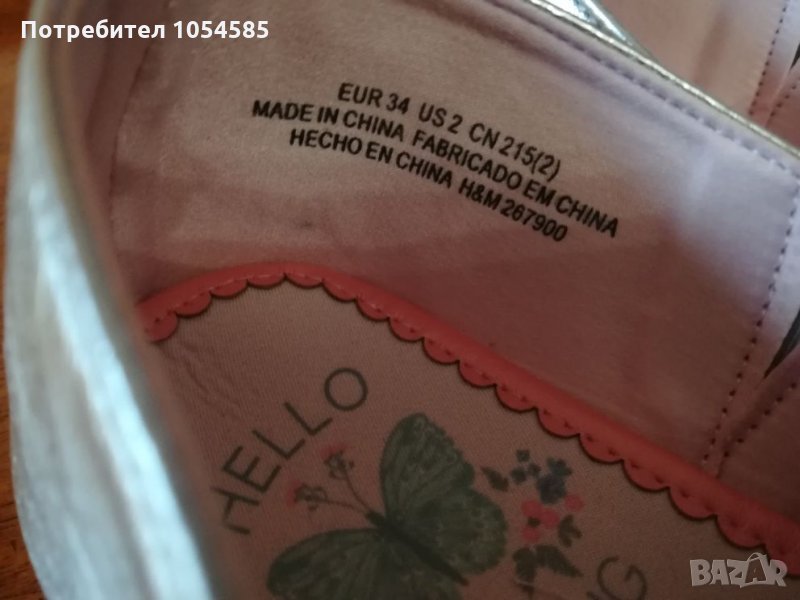 Потребител 1054585
EUR 34 US 2 CN 215(2)
MADE IN CHINA FABRICADO EM CHINA
HECHO EN CHINA H&M 267900
HELLO
BAZAR